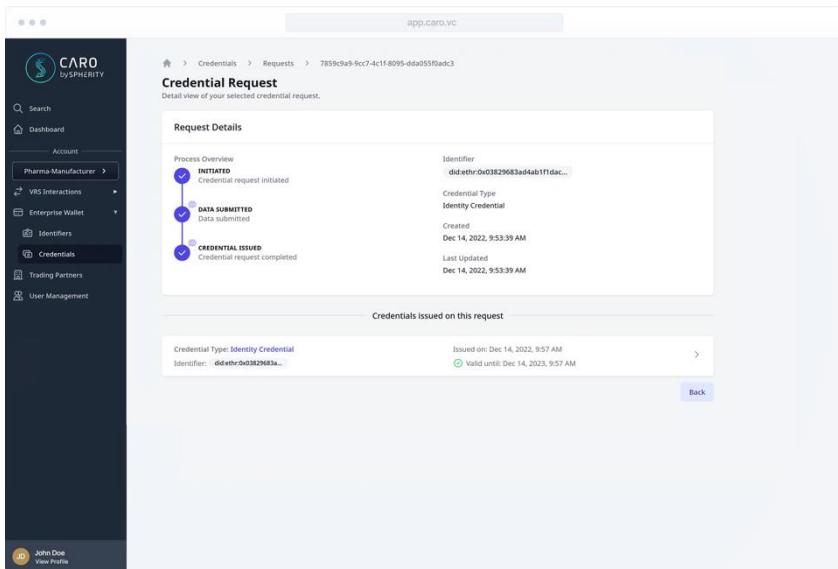 app.caro.vc
CARO
by SPHERITY
Search
Dashboard
Account
Pharma-Manufacturer
VRS Interactions
Enterprise Wallet
Identifiers
Credentials
Trading Partners
User Management
JD
John Doe
View Profile
Credentials > Requests > 7859c9a9-9cc7-4c1f-8095-dda055f0adc3
Credential Request
Detail view of your selected credential request.
Request Details
Process Overview
INITIATED
Credential request initiated
DATA SUBMITTED
Data submitted
CREDENTIAL ISSUED
Credential request completed
Identifier
did:ethr:0x03829683ad4ab1f1dac...
Credential Type
Identity Credential
Created
Dec 14, 2022, 9:53:39 AM
Last Updated
Dec 14, 2022, 9:53:39 AM
Credentials issued on this request
Credential Type: Identity Credential
Identifier: did:ethr:0x03829683a...
Issued on: Dec 14, 2022, 9:57 AM
Valid until: Dec 14, 2023, 9:57 AM
Back